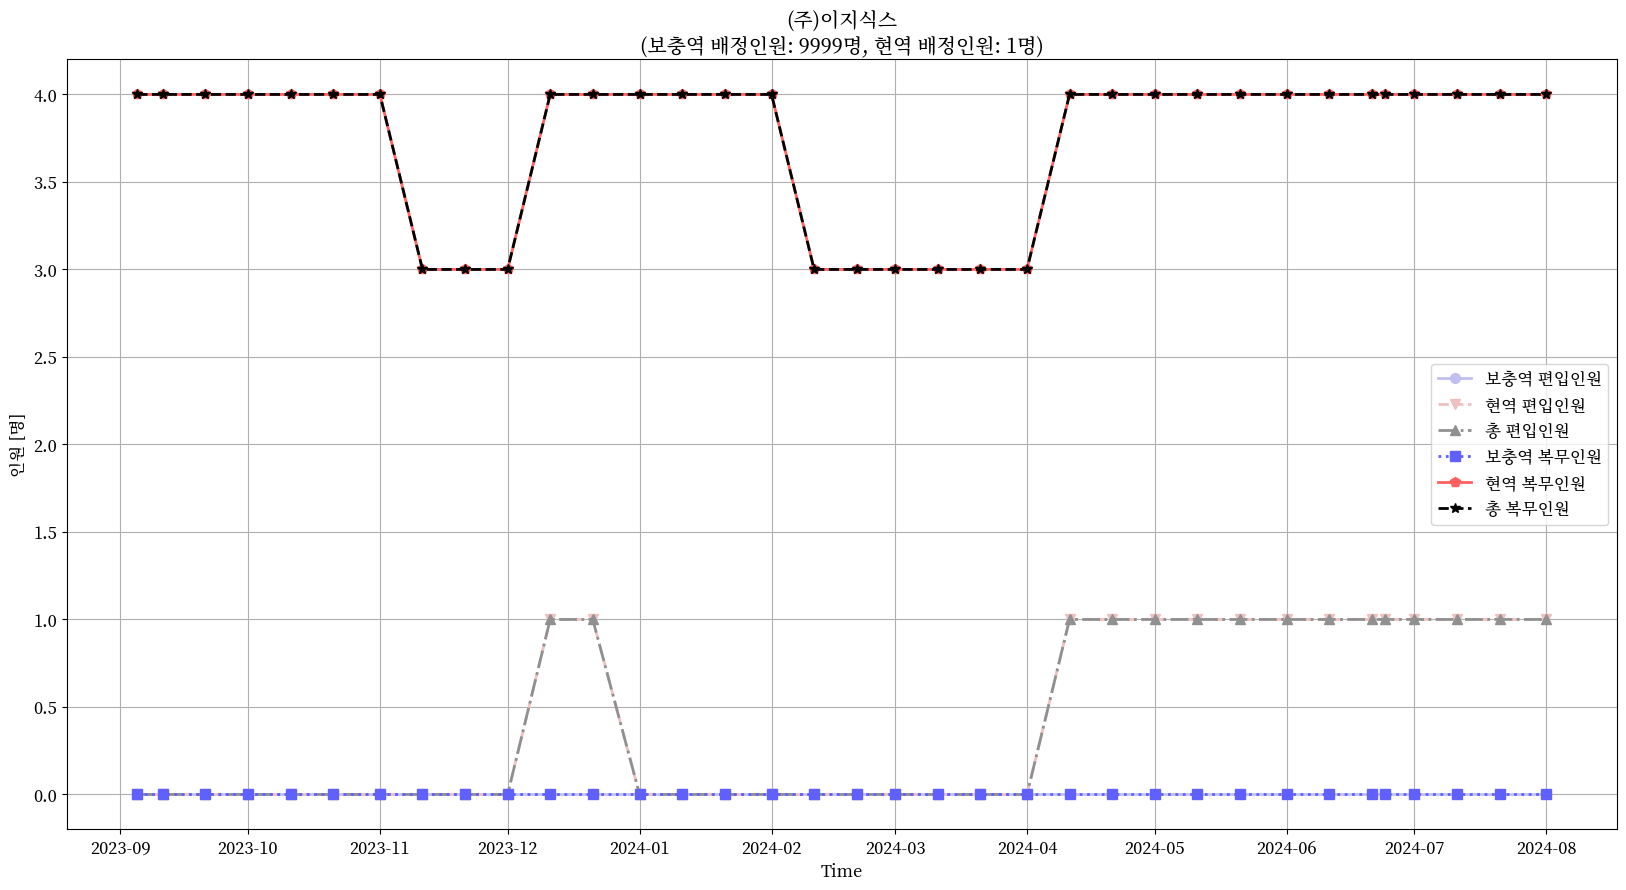 (주)이지식스
(보충역 배정인원: 9999명, 현역 배정인원: 1명)
4.0
3.5
3.0
2.5
2.0
1.5
1.0
0.5
0.0
인원 [명]
보충역 편입인원
현역 편입인원
총 편입인원
보충역 복무인원
현역 복무인원
총 복무인원
2023-09 2023-10 2023-11 2023-12 2024-01 2024-02 2024-03 2024-04 2024-05 2024-06 2024-07 2024-08
Time